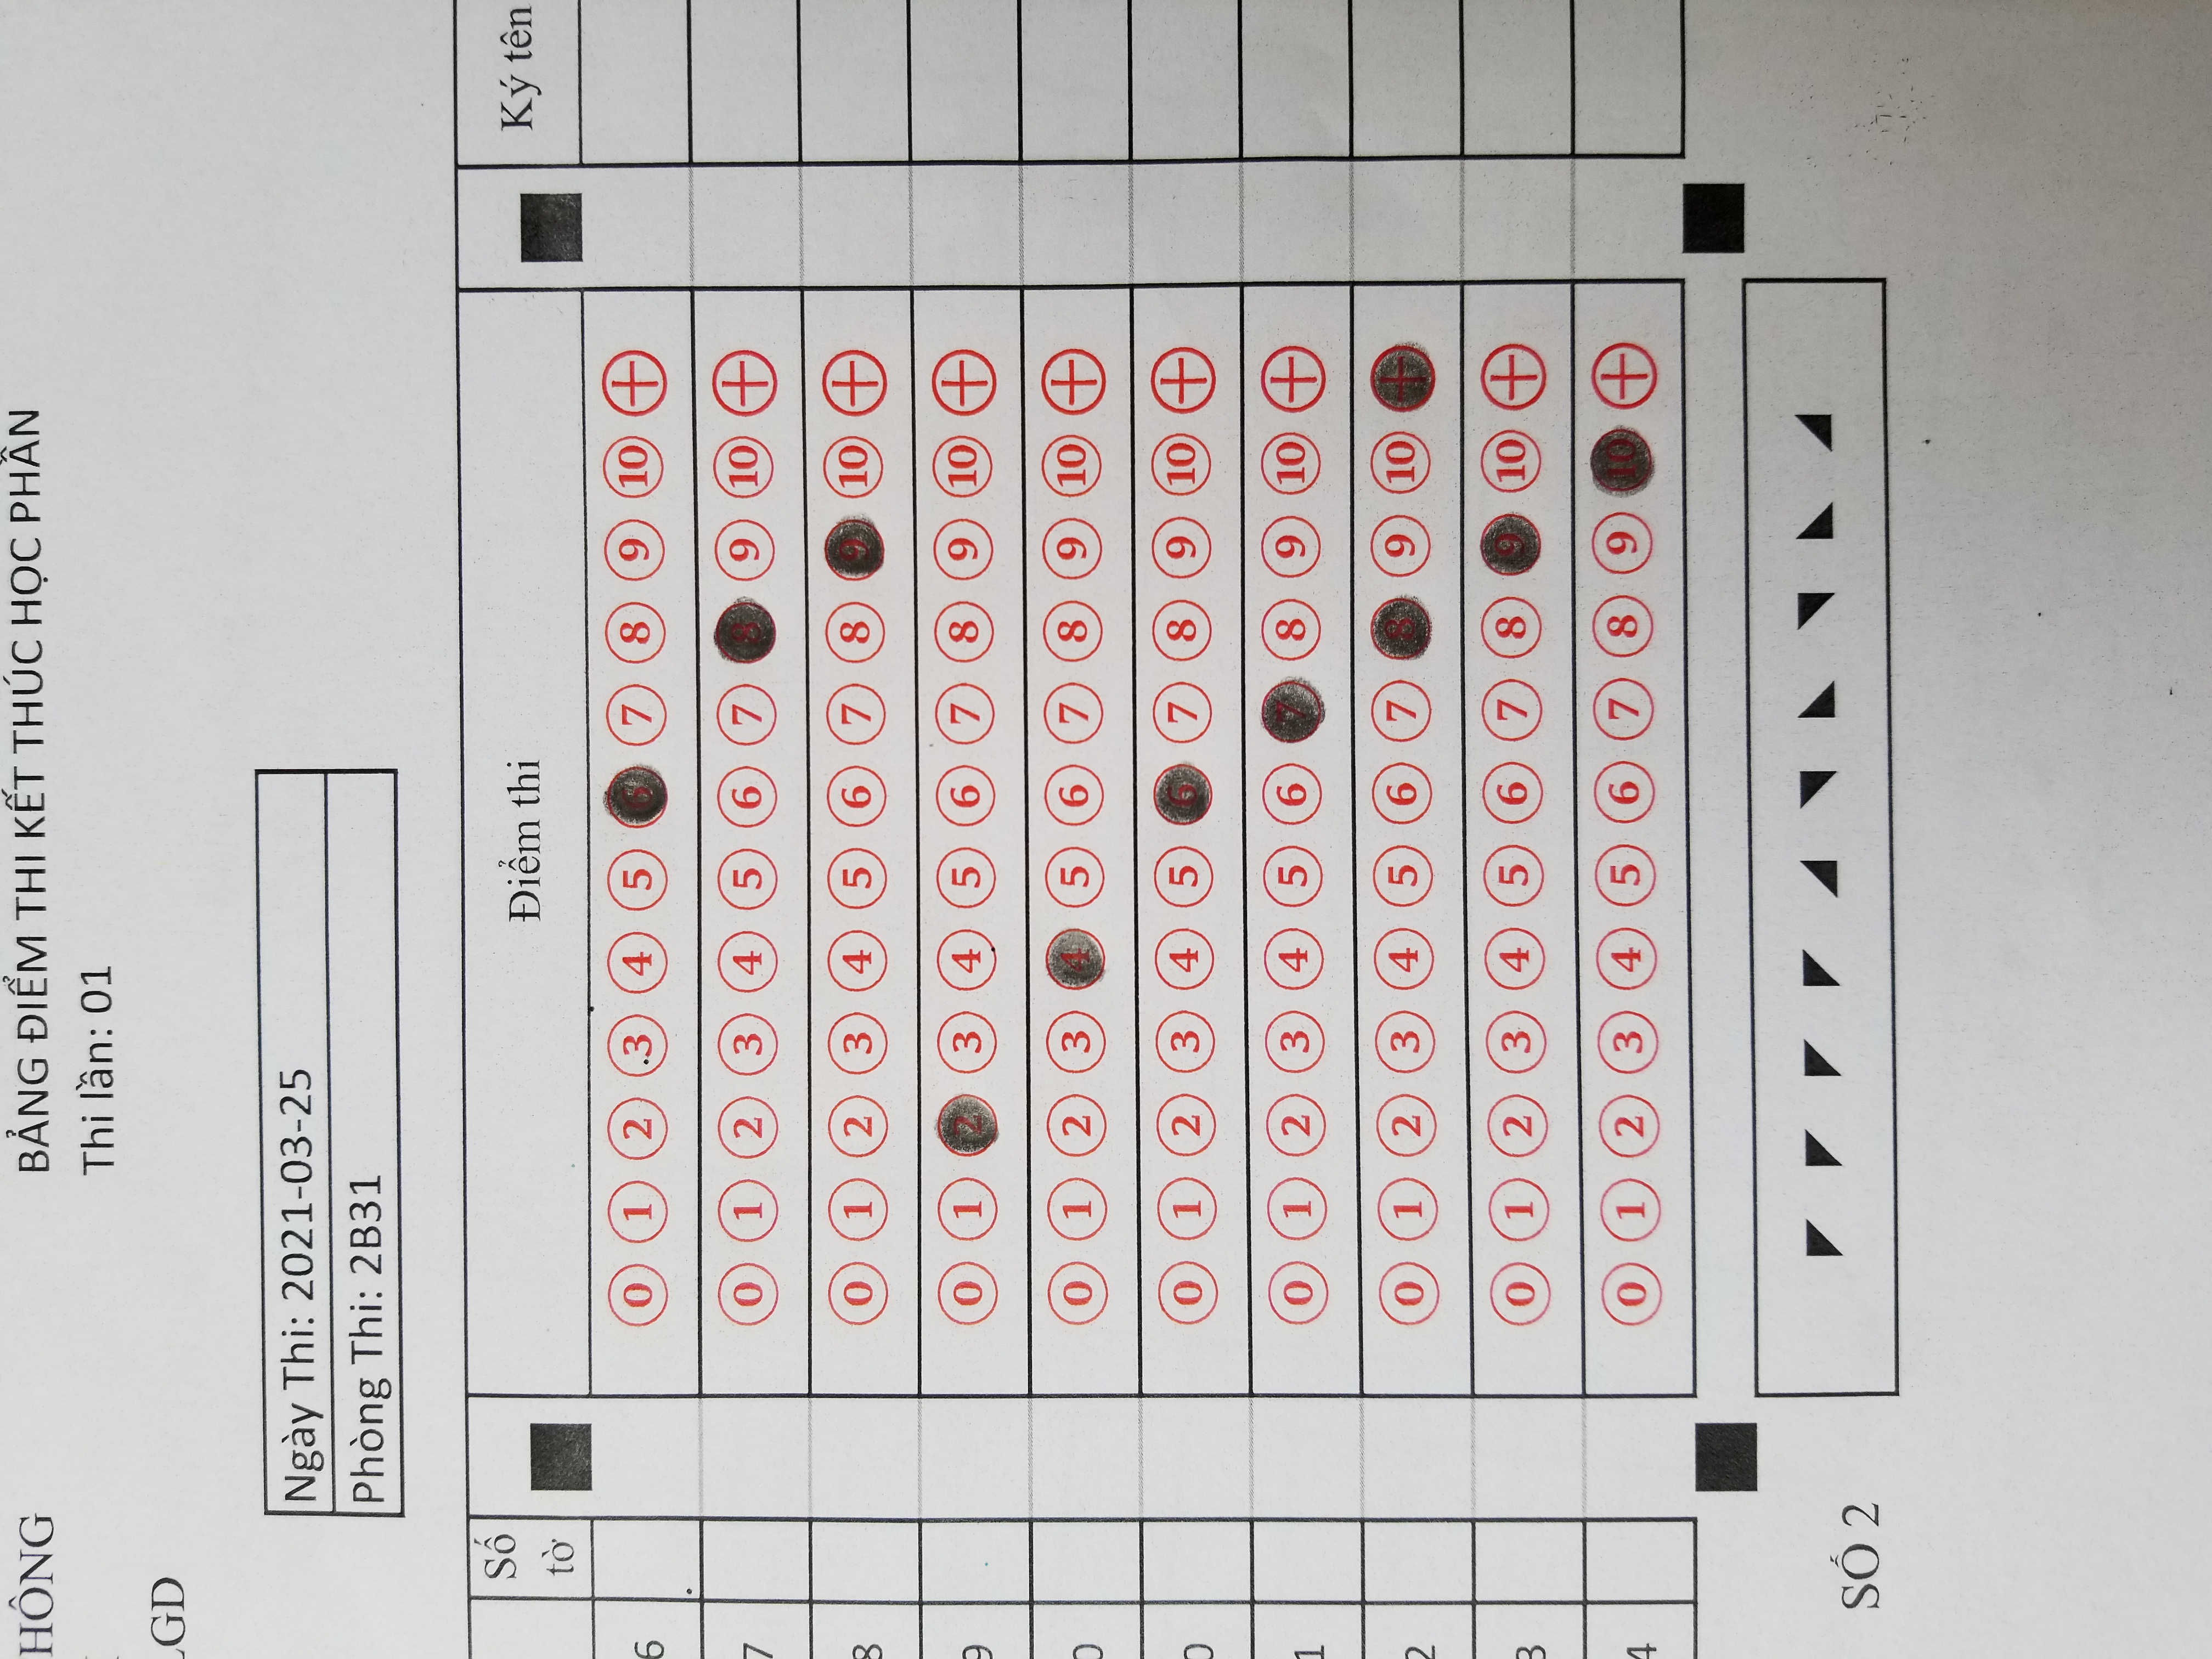 HÔNG
BẢNG ĐIỂM THI KẾT THÚC HỌC PHẦN
Thi lần: 01
LGD
Ngày Thi: 2021-03-25
Phòng Thi: 2B31
Số tờ Điểm thi Ký tên
6 0 1 2 3 4 5 6 7 8 9 10 +
7 0 1 2 3 4 5 6 7 8 9 10 +
8 0 1 2 3 4 5 6 7 8 9 10 +
9 0 1 2 3 4 5 6 7 8 9 10 +
0 0 1 2 3 4 5 6 7 8 9 10 +
0 0 1 2 3 4 5 6 7 8 9 10 +
1 0 1 2 3 4 5 6 7 8 9 10 +
2 0 1 2 3 4 5 6 7 8 9 10 +
3 0 1 2 3 4 5 6 7 8 9 10 +
4 0 1 2 3 4 5 6 7 8 9 10 +
SỐ 2